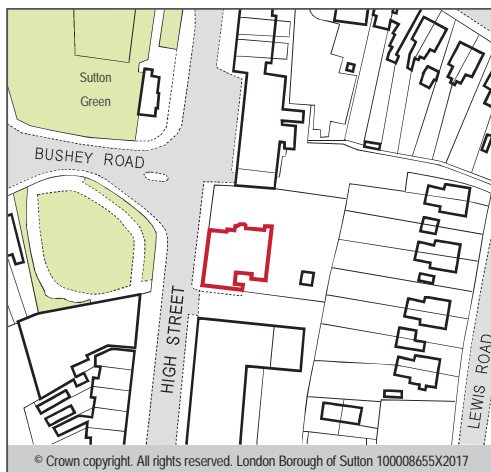 Sutton
Green
BUSHEY ROAD
HIGH STREET
LEWIS ROAD
© Crown copyright. All rights reserved. London Borough of Sutton 100008655X2017